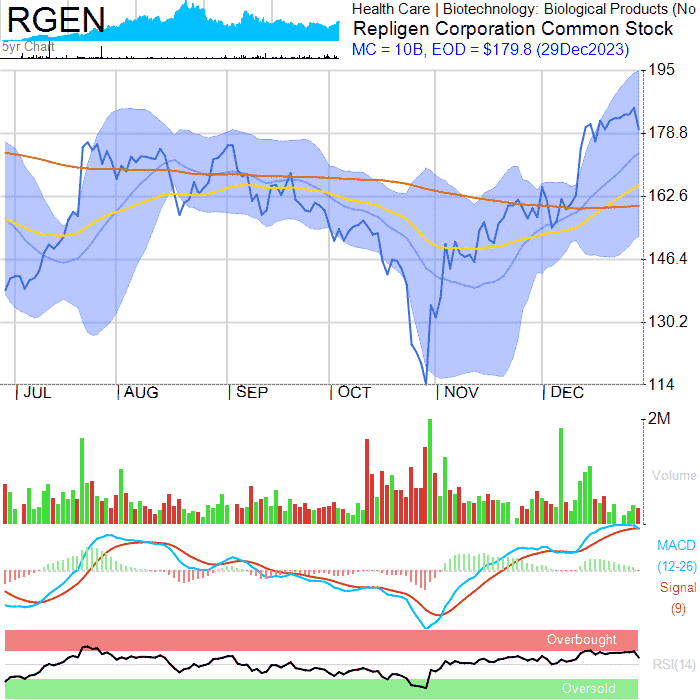 RGEN
5yr Chart
Health Care | Biotechnology: Biological Products (No
Repligen Corporation Common Stock
MC = 10B, EOD = $179.8 (29Dec2023)
195
178.8
162.6
146.4
130.2
114
JUL AUG SEP OCT NOV DEC
2M
Volume
MACD
(12-26)
Signal
(9)
Overbought
RSI(14)
Oversold